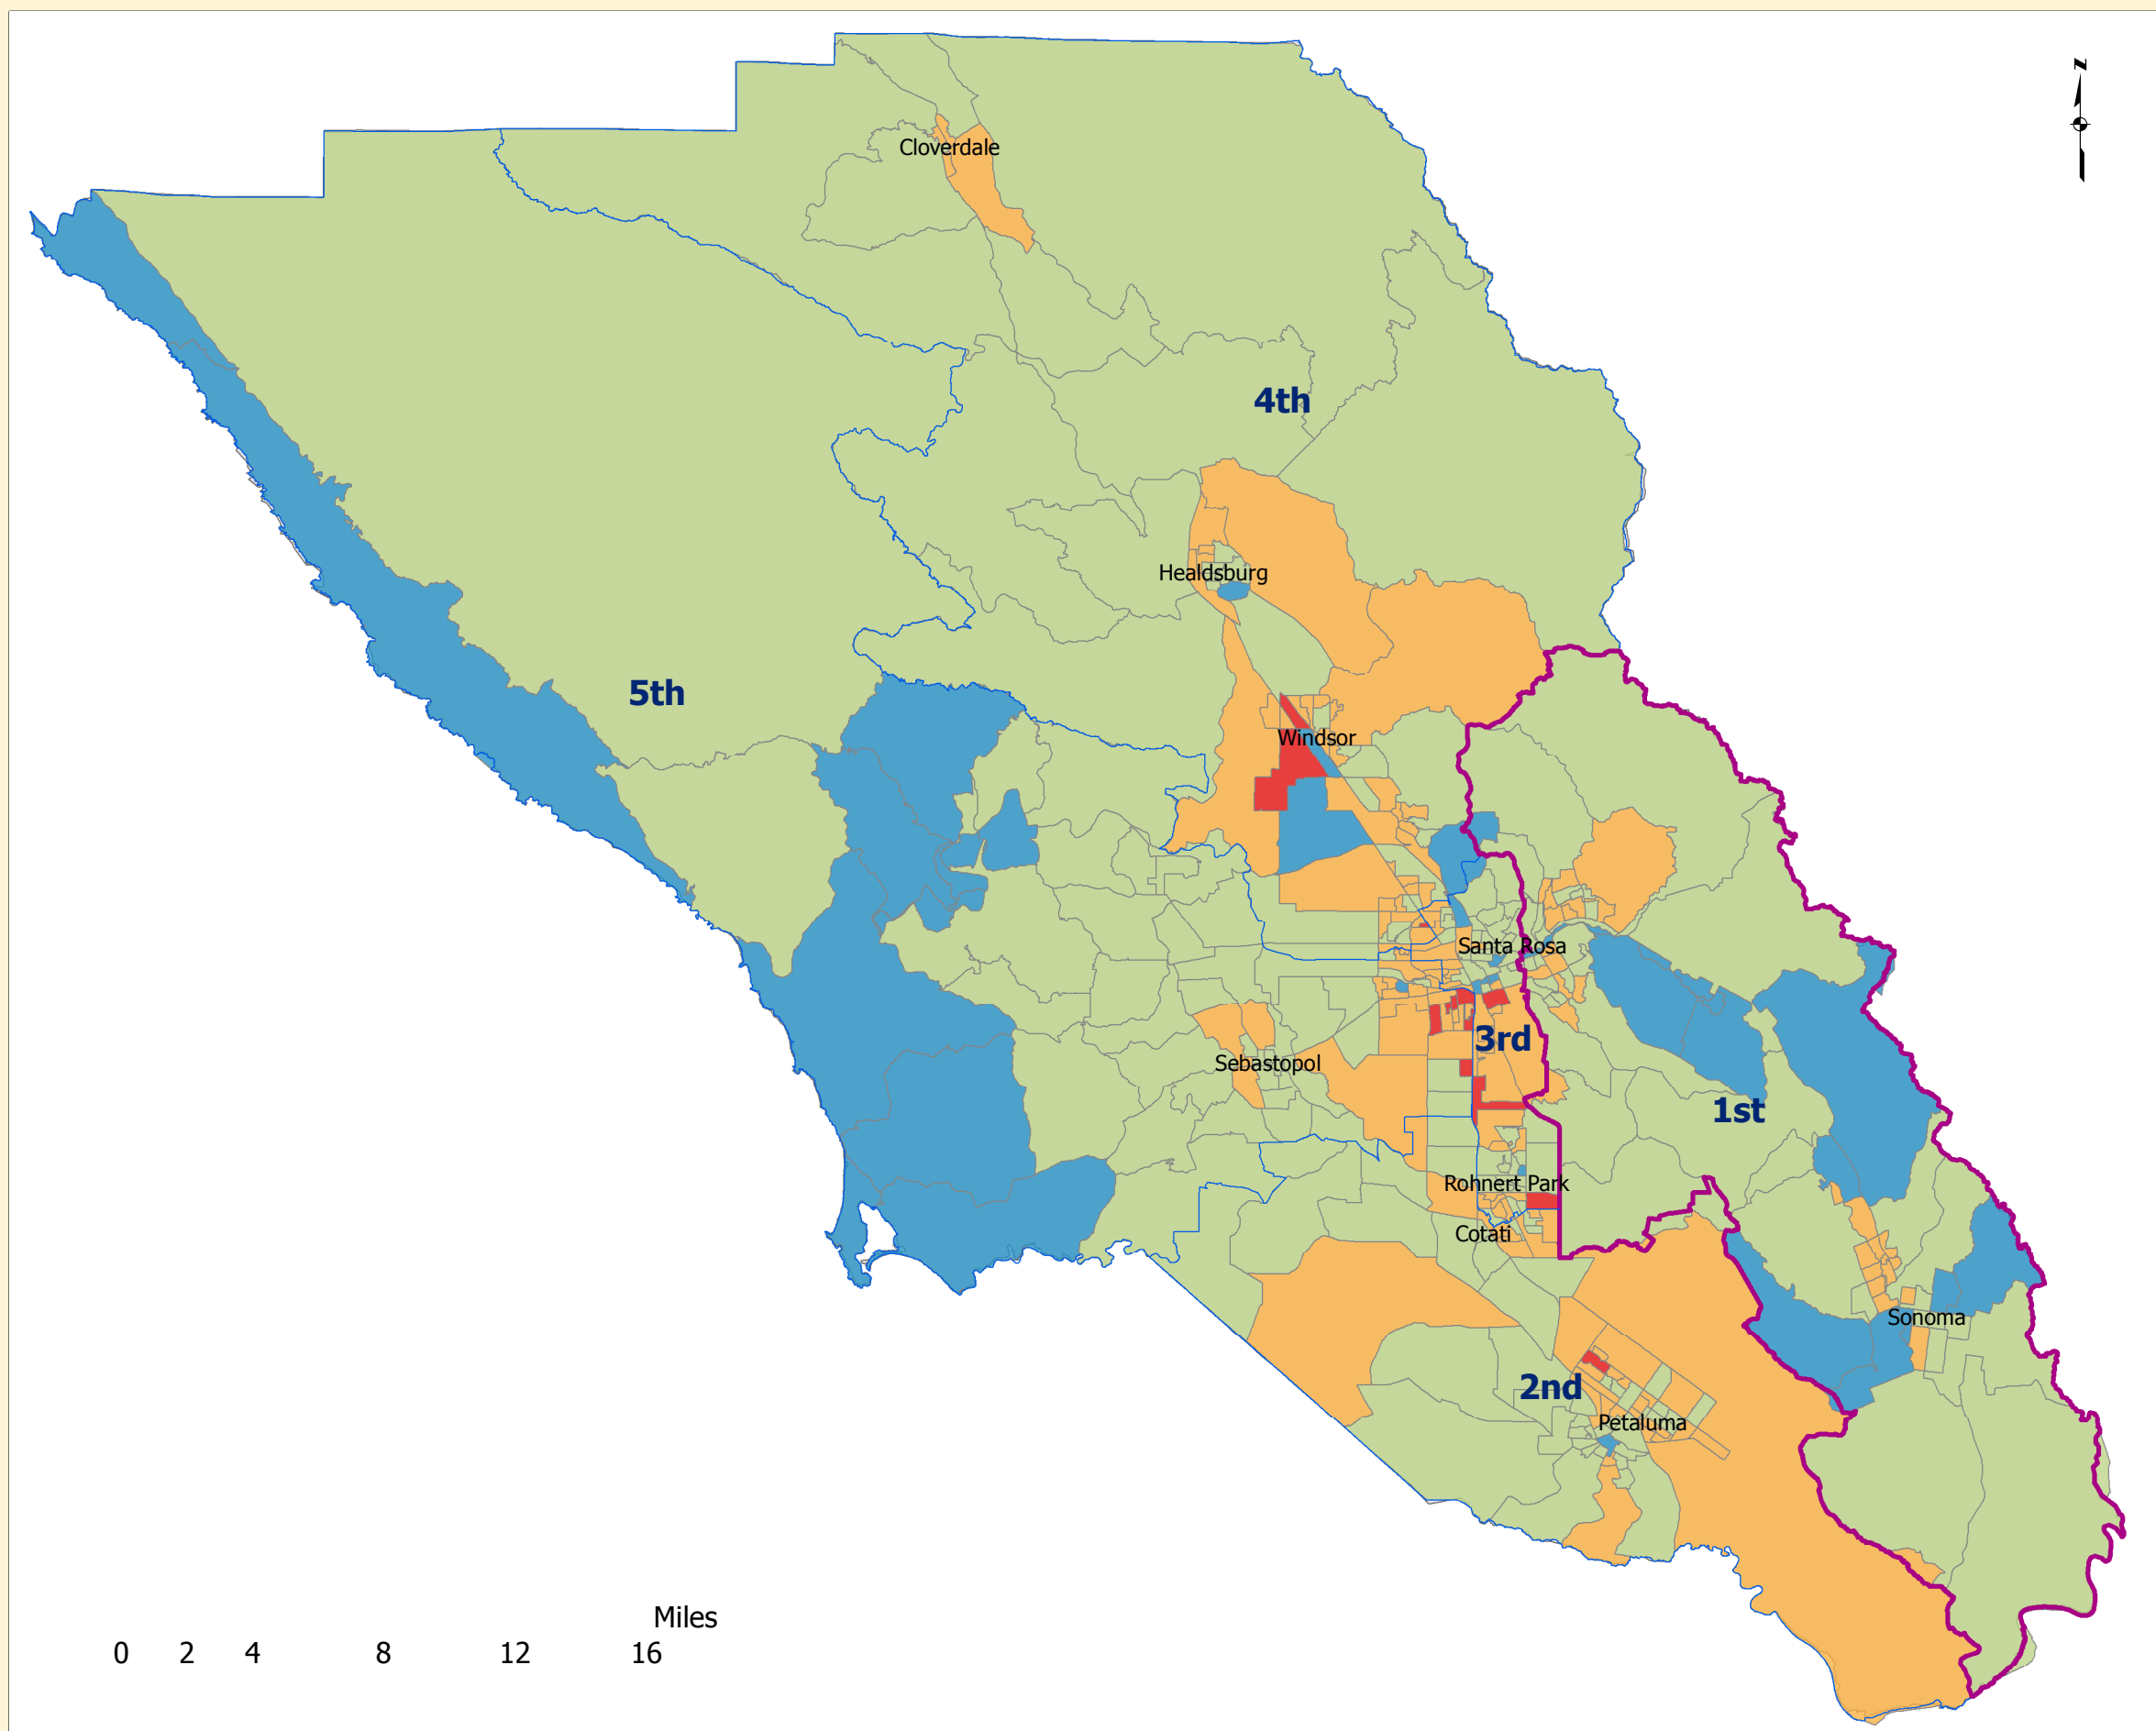 N
Cloverdale
4th
Healdsburg
5th
Windsor
Santa Rosa
3rd
Sebastopol
1st
Rohnert Park
Cotati
Sonoma
2nd
Petaluma
Miles
0 2 4 8 12 16